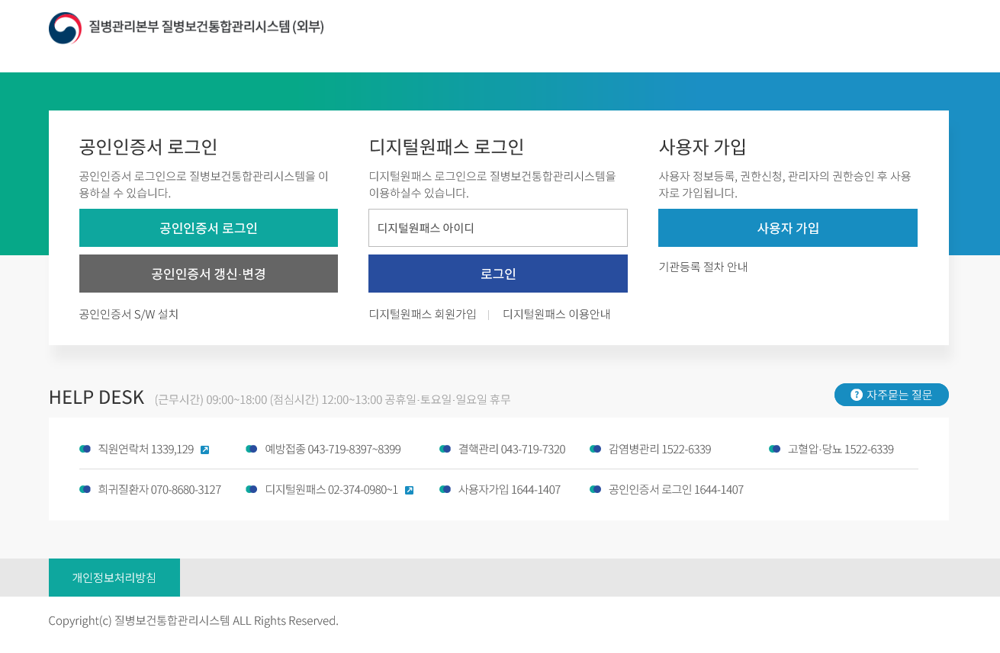 질병관리본부 질병보건통합관리시스템 (외부)
공인인증서 로그인
공인인증서 로그인으로 질병보건통합관리시스템을 이
용하실 수 있습니다.
공인인증서 로그인
공인인증서 갱신·변경
공인인증서 S/W 설치
디지털원패스 로그인
디지털원패스 로그인으로 질병보건통합관리시스템을
이용하실수 있습니다.
디지털원패스 아이디
로그인
디지털원패스 회원가입 | 디지털원패스 이용안내
사용자 가입
사용자 정보등록, 권한신청, 관리자의 권한승인 후 사용
자로 가입됩니다.
사용자 가입
기관등록 절차 안내
HELP DESK (근무시간) 09:00~18:00 (점심시간) 12:00~13:00 공휴일·토요일·일요일 휴무
? 자주묻는 질문
직원연락처 1339,129 예방접종 043-719-8397~8399 결핵관리 043-719-7320 감염병관리 1522-6339 고혈압·당뇨 1522-6339
희귀질환자 070-8680-3127 디지털원패스 02-374-0980~1 사용자가입 1644-1407 공인인증서 로그인 1644-1407
개인정보처리방침
Copyright(c) 질병보건통합관리시스템 ALL Rights Reserved.